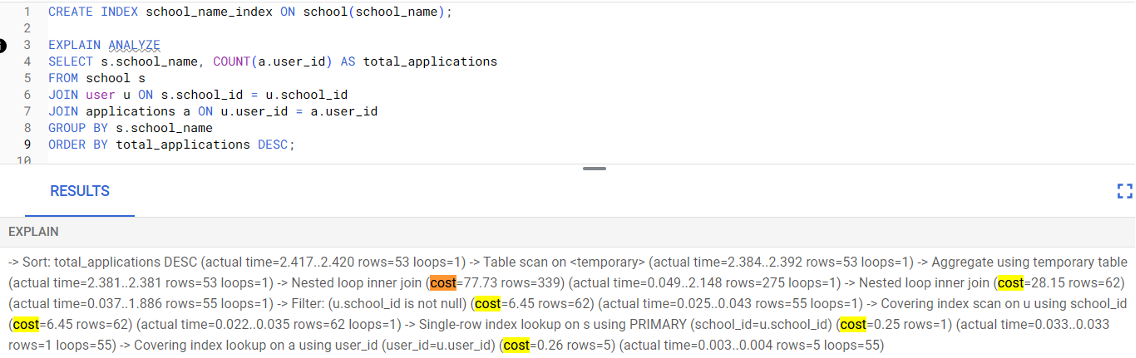 1 CREATE INDEX school_name_index ON school(school_name);
2
3 EXPLAIN ANALYZE
4 SELECT s.school_name, COUNT(a.user_id) AS total_applications
5 FROM school s
6 JOIN user u ON s.school_id = u.school_id
7 JOIN applications a ON u.user_id = a.user_id
8 GROUP BY s.school_name
9 ORDER BY total_applications DESC;
10
RESULTS
EXPLAIN
-> Sort: total_applications DESC (actual time=2.417..2.420 rows=53 loops=1) -> Table scan on <temporary> (actual time=2.384..2.392 rows=53 loops=1) -> Aggregate using temporary table
(actual time=2.381..2.381 rows=53 loops=1) -> Nested loop inner join (cost=77.73 rows=339) (actual time=0.049..2.148 rows=275 loops=1) -> Nested loop inner join (cost=28.15 rows=62)
(actual time=0.037..1.886 rows=55 loops=1) -> Filter: (u.school_id is not null) (cost=6.45 rows=62) (actual time=0.025..0.043 rows=55 loops=1) -> Covering index scan on u using school_id
(cost=6.45 rows=62) (actual time=0.022..0.035 rows=62 loops=1) -> Single-row index lookup on s using PRIMARY (school_id=u.school_id) (cost=0.25 rows=1) (actual time=0.033..0.033
rows=1 loops=55) -> Covering index lookup on a using user_id (user_id=u.user_id) (cost=0.26 rows=5) (actual time=0.003..0.004 rows=5 loops=55)